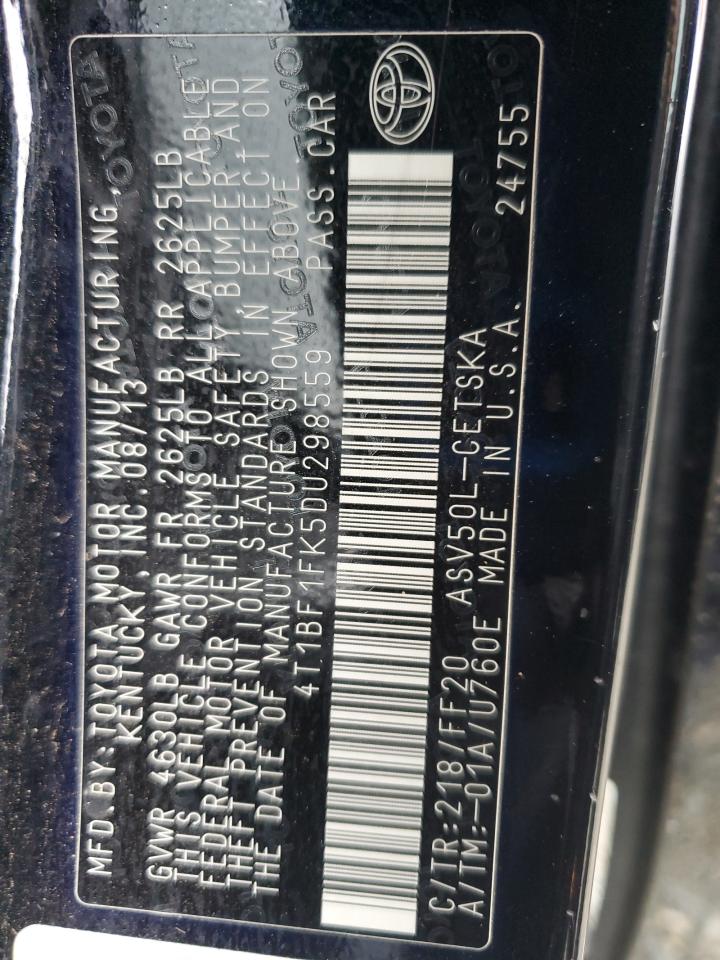 MFD.BY:TOYOTA MOTOR MANUFACTURING,
KENTUCKY, INC. 08/13
GVWR 4630LB GAWR FR 2625LB RR 2625LB
THIS VEHICLE CONFORMS TO ALL APPLICABLE
FEDERAL MOTOR VEHICLE SAFETY BUMPER AND
THEFT PREVENTION STANDARDS IN EFFECT ON
THE DATE OF MANUFACTURE SHOWN ABOVE
4T1BF1FK5DU298559 PASS.CAR
C/TR:218/FF20 ASV50L-CETSKA
A/TM:-01A/U760E MADE IN U.S.A. 24755